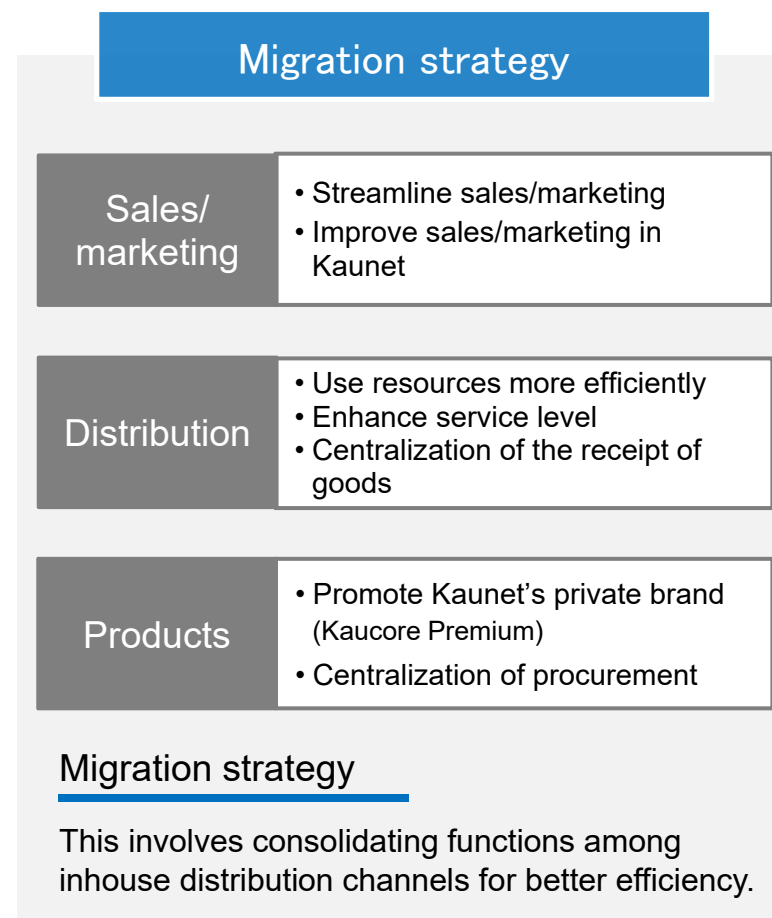 Migration strategy
Sales/
marketing
• Streamline sales/marketing
• Improve sales/marketing in
Kaunet
Distribution
• Use resources more efficiently
• Enhance service level
• Centralization of the receipt of
goods
Products
• Promote Kaunet’s private brand
(Kaucore Premium)
• Centralization of procurement
Migration strategy
This involves consolidating functions among
inhouse distribution channels for better efficiency.